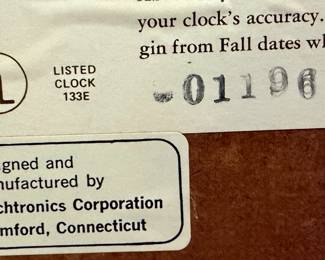 your clock's accuracy.
gin from Fall dates wh
LISTED
CLOCK
133E
01196
gned and
nufactured by
chtronics Corporation
mford, Connecticut